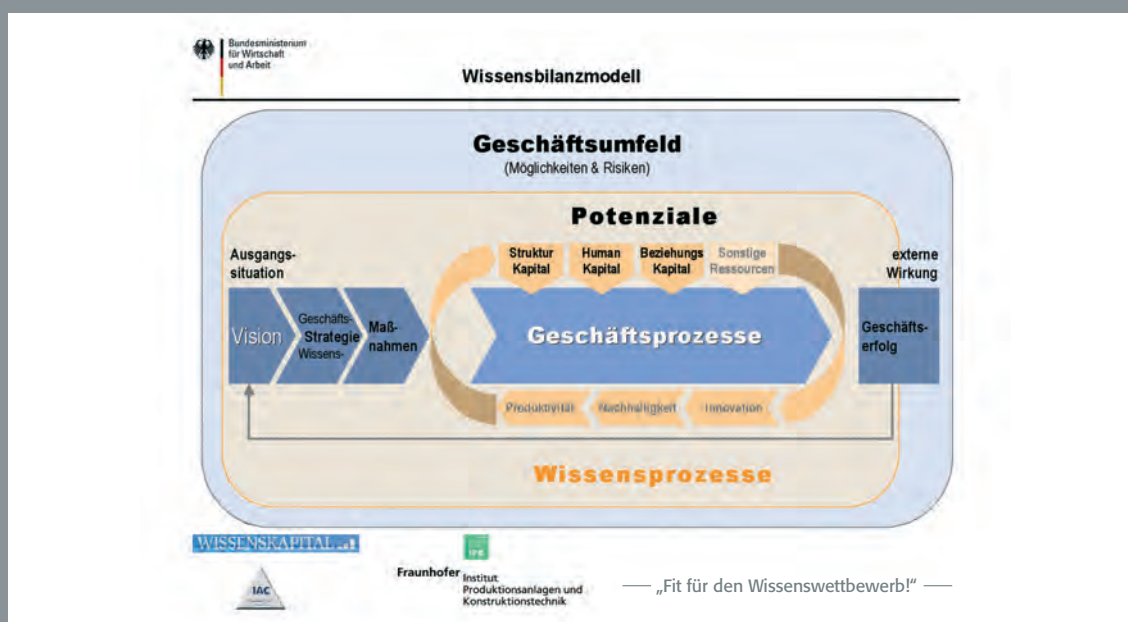 Bundesministerium
für Wirtschaft
und Arbeit
Wissensbilanzmodell
Geschäftsumfeld
(Möglichkeiten & Risiken)
Potenziale
Ausgangs-
situation
Struktur
Kapital
Human
Kapital
Beziehungs
Kapital
Sonstige
Ressourcen
externe
Wirkung
Vision
Geschäfts-
Strategie
Wissens-
Maß-
nahmen
Geschäftsprozesse
Geschäfts-
erfolg
Produktivität
Nachhaltigkeit
Innovation
Wissensprozesse
WISSENSKAPITAL
IAC
IPK
Fraunhofer
Institut
Produktionsanlagen und
Konstruktionstechnik
„Fit für den Wissenswettbewerb!“